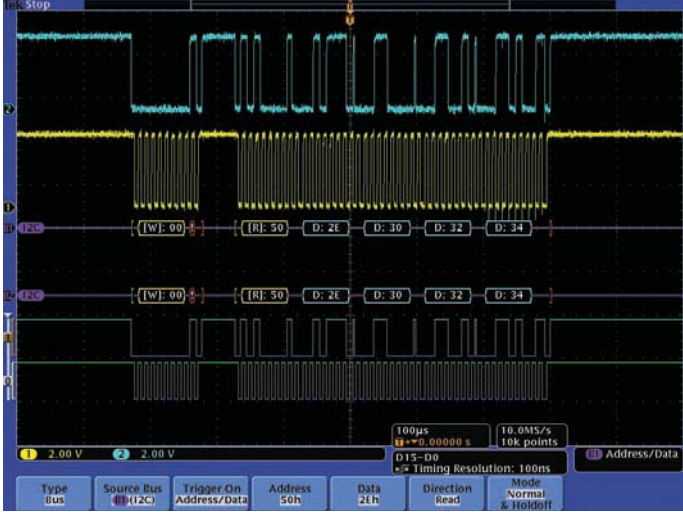 Tek Stop
2
1
B1 I2C [W]: 00 ! [R]: 50 D: 2E D: 30 D: 32 D: 34
B2 I2C [W]: 00 ! [R]: 50 D: 2E D: 30 D: 32 D: 34
1
0
100µs 10.0MS/s
T→▼0.00000 s 10k points
1 2.00 V 2 2.00 V
D15-D0
Timing Resolution: 100ns
B1 Address/Data
Type
Bus
Source Bus
B1 (I2C)
Trigger On
Address/Data
Address
50h
Data
2Eh
Direction
Read
Mode
Normal
& Holdoff